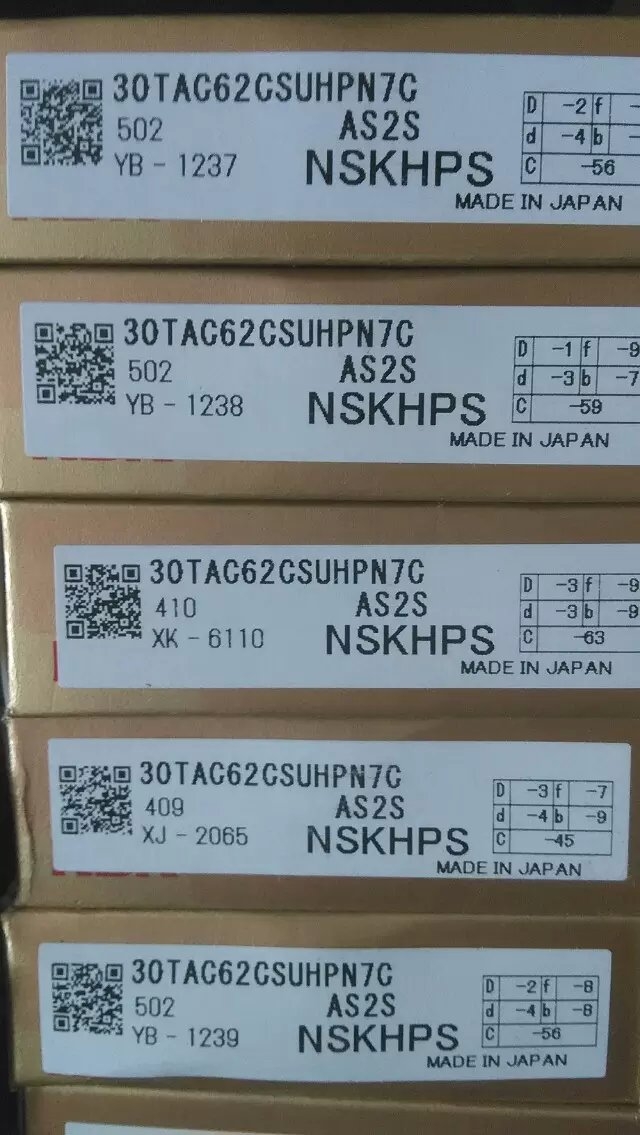 30TAC62CSUHPN7C
502 AS2S
YB - 1237 NSKHPS
MADE IN JAPAN
D -2 f
d -4 b
C -56
30TAC62CSUHPN7C
502 AS2S
YB - 1238 NSKHPS
MADE IN JAPAN
D -1 f -9
d -3 b -7
C -59
30TAC62CSUHPN7C
410 AS2S
XK - 6110 NSKHPS
MADE IN JAPAN
D -3 f -9
d -3 b -9
C -63
30TAC62CSUHPN7C
409 AS2S
XJ - 2065 NSKHPS
MADE IN JAPAN
D -3 f -7
d -4 b -9
C -45
30TAC62CSUHPN7C
502 AS2S
YB - 1239 NSKHPS
MADE IN JAPAN
D -2 f -8
d -4 b -8
C -56